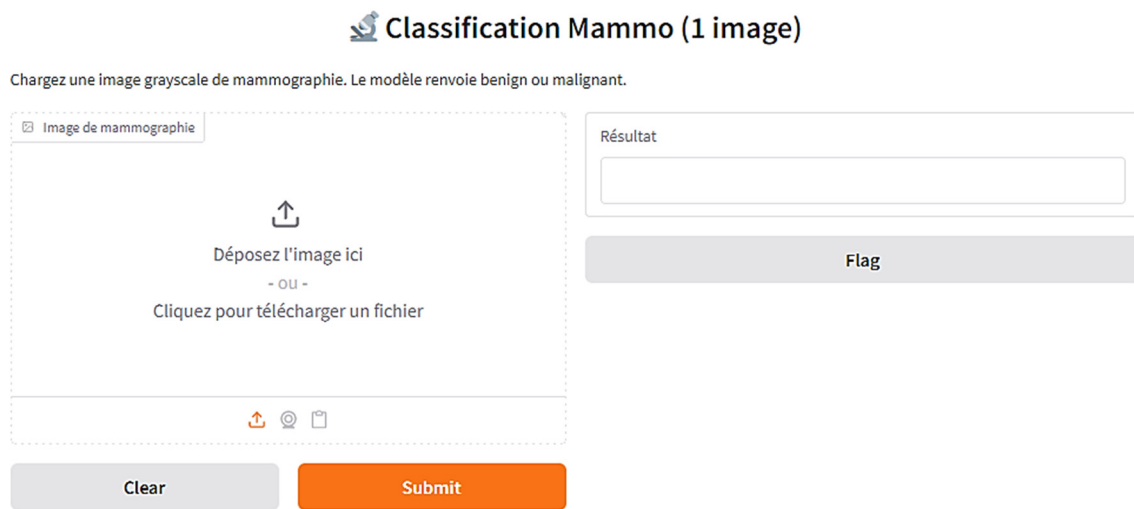 Classification Mammo (1 image)
Chargez une image grayscale de mammographie. Le modèle renvoie benign ou malignant.
Image de mammographie
Déposez l'image ici
- ou -
Cliquez pour télécharger un fichier
Clear
Submit
Résultat
Flag